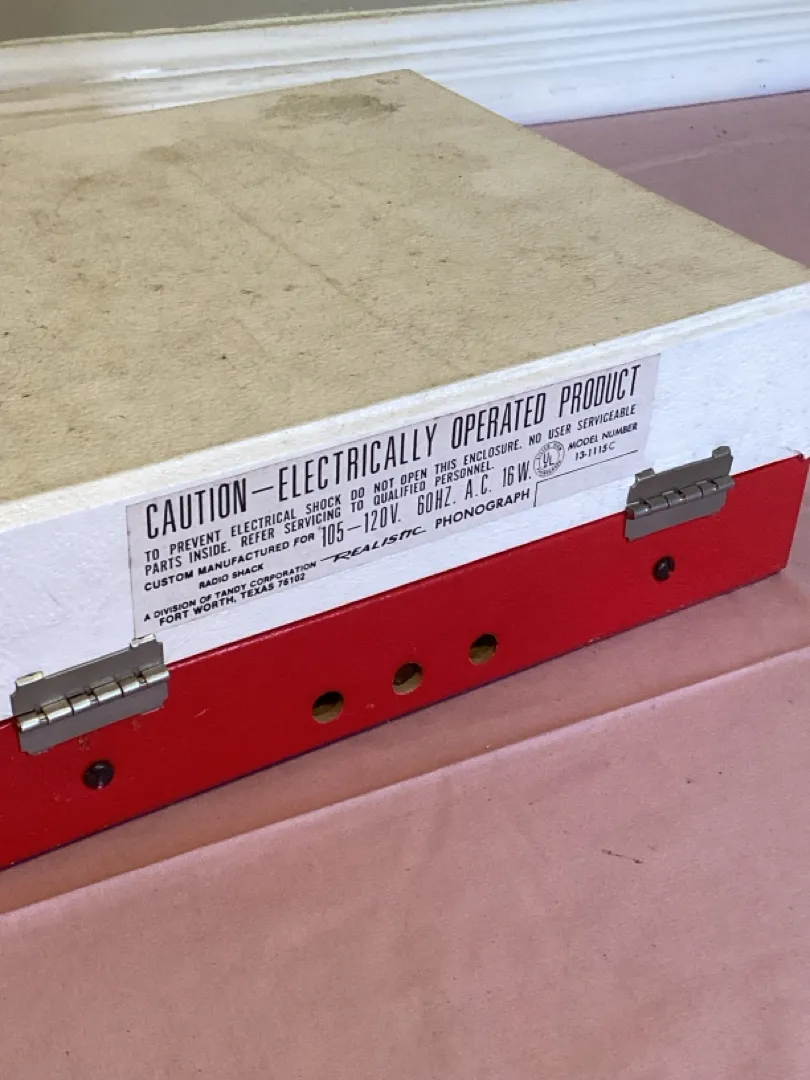 CAUTION—ELECTRICALLY OPERATED PRODUCT
TO PREVENT ELECTRICAL SHOCK DO NOT OPEN THIS ENCLOSURE. NO USER SERVICEABLE
PARTS INSIDE. REFER SERVICING TO QUALIFIED PERSONNEL.
CUSTOM MANUFACTURED FOR 105–120V. 60HZ. A.C. 16W.
RADIO SHACK
A DIVISION OF TANDY CORPORATION
FORT WORTH, TEXAS 76102
REALISTIC PHONOGRAPH
UL
MODEL NUMBER
13-1115C